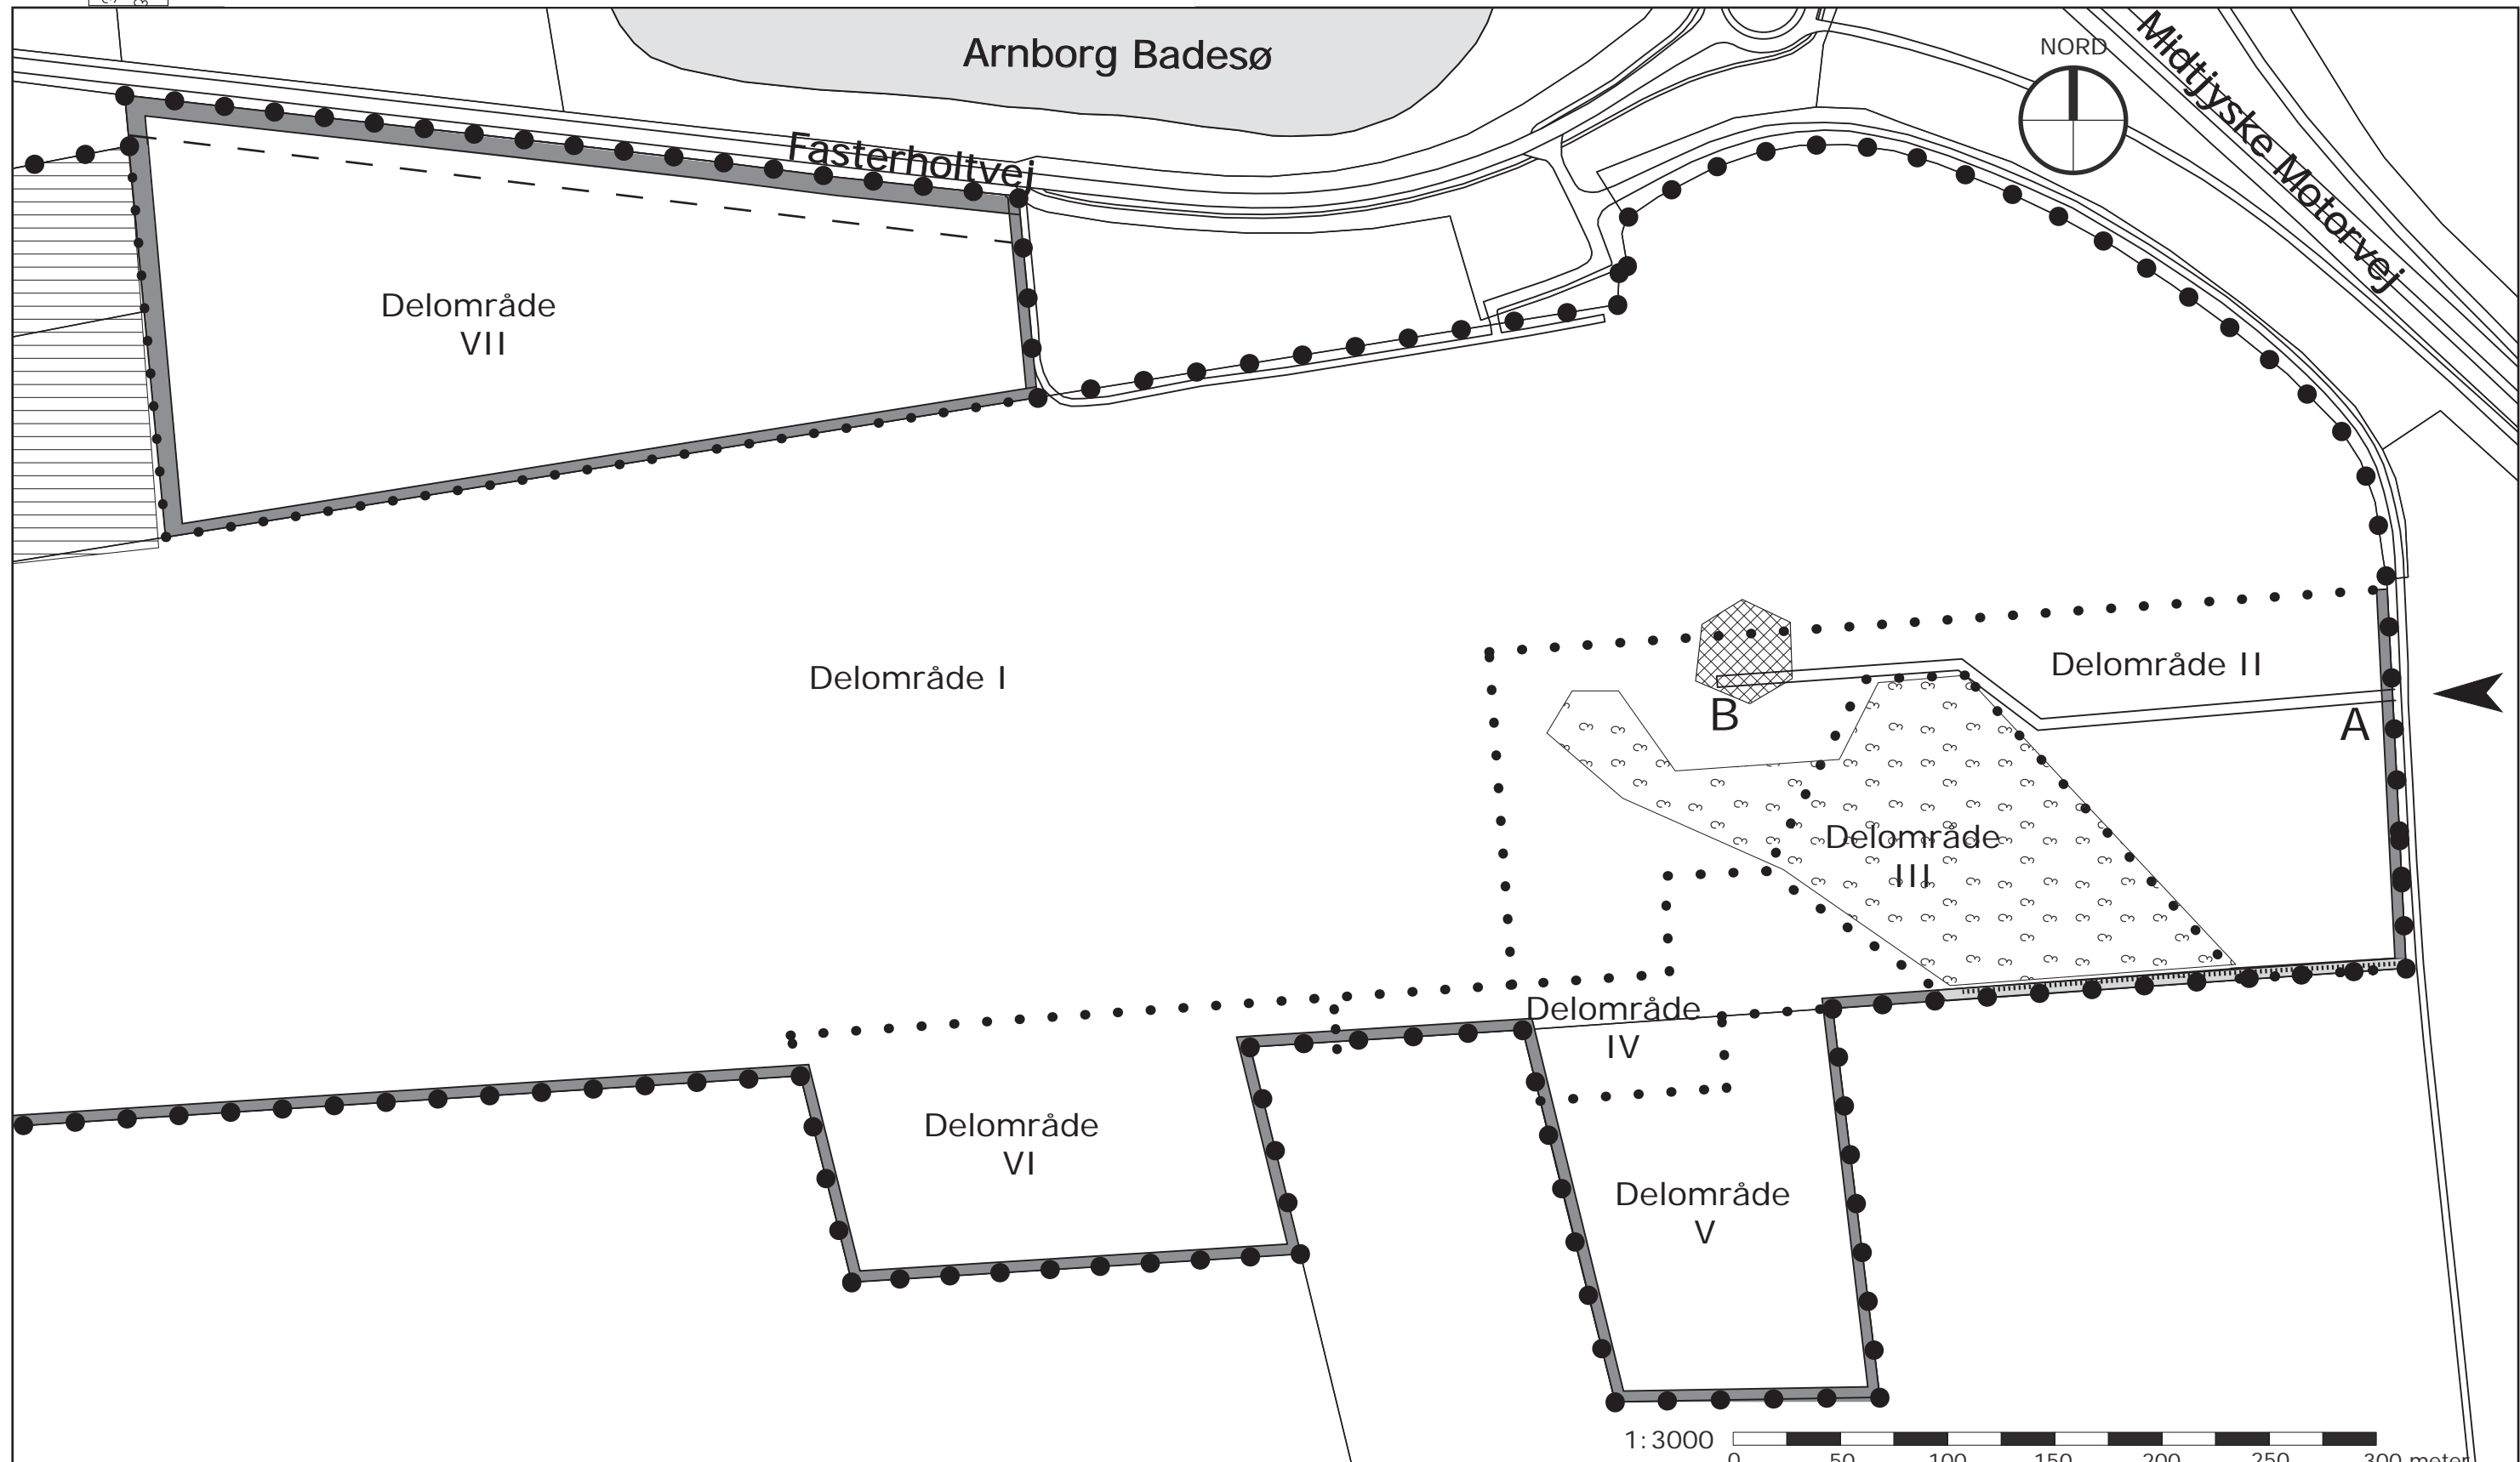 Arnborg Badesø
NORD
Midtjyske Motorvej
Fasterholtvej
Delområde
VII
Delområde I
Delområde II
B
A
Delområde
III
Delområde
IV
Delområde
VI
Delområde
V
1:3000
0 50 100 150 200 250 300 meter